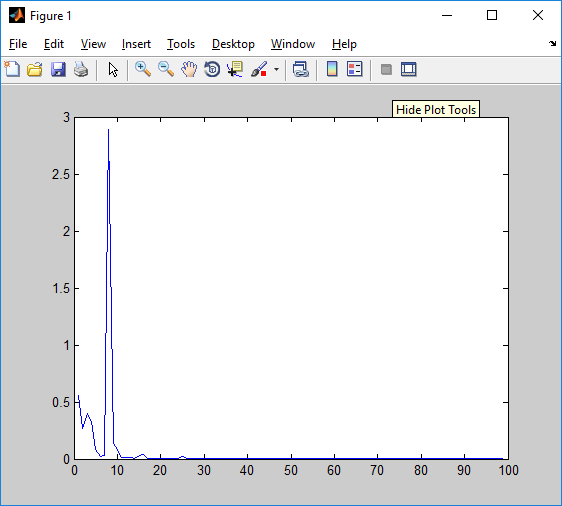 Figure 1
File Edit View Insert Tools Desktop Window Help
Hide Plot Tools
3
2.5
2
1.5
1
0.5
0
0 10 20 30 40 50 60 70 80 90 100